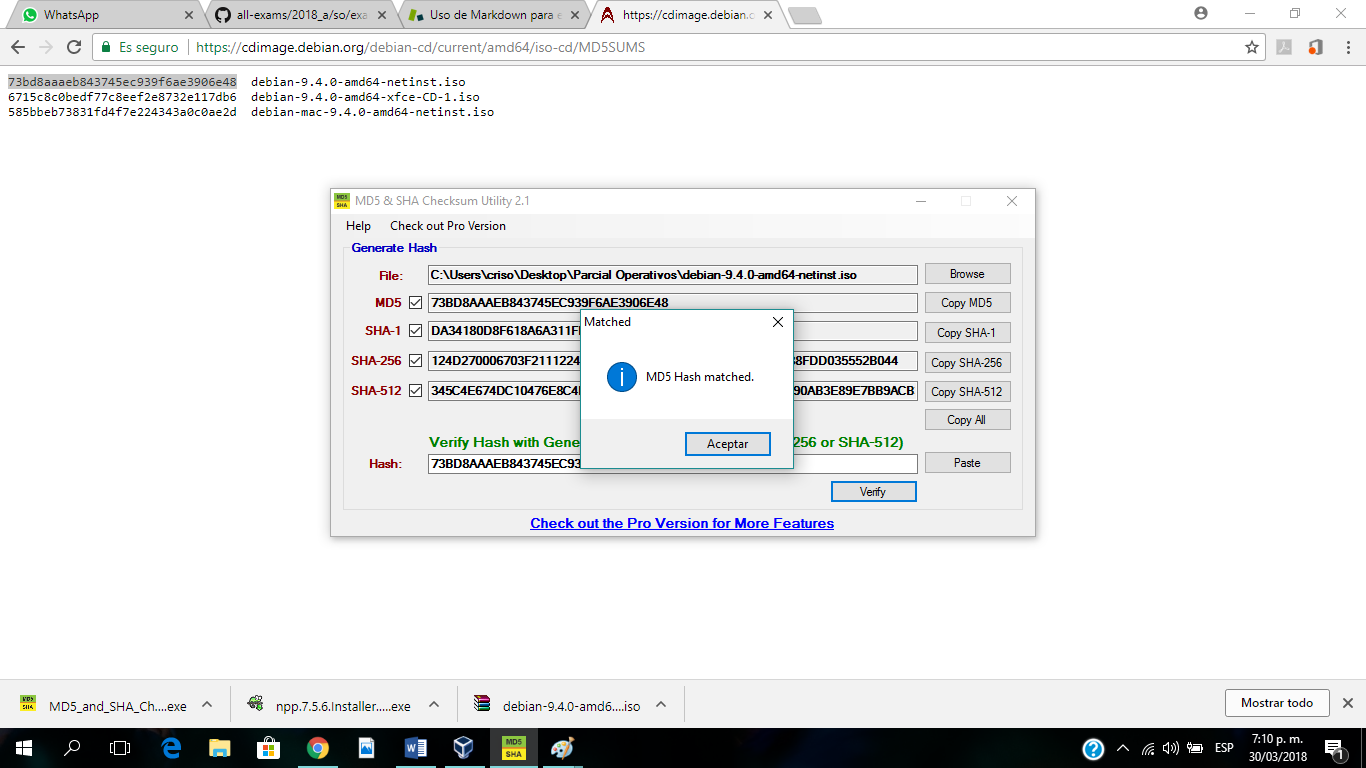 WhatsApp
all-exams/2018_a/so/exa
Uso de Markdown para e
https://cdimage.debian.c
Es seguro | https://cdimage.debian.org/debian-cd/current/amd64/iso-cd/MD5SUMS
73bd8aaaeb843745ec939f6ae3906e48 debian-9.4.0-amd64-netinst.iso
6715c8c0bedf77c8eef2e8732e117db6 debian-9.4.0-amd64-xfce-CD-1.iso
585bbeb73831fd4f7e224343a0c0ae2d debian-mac-9.4.0-amd64-netinst.iso
MD5 & SHA Checksum Utility 2.1
Help Check out Pro Version
Generate Hash
File: C:\Users\criso\Desktop\Parcial Operativos\debian-9.4.0-amd64-netinst.iso Browse
MD5 73BD8AAAEB843745EC939F6AE3906E48 Copy MD5
SHA-1 DA34180D8F618A6A311F Copy SHA-1
SHA-256 124D270006703F2111224 8FDD035552B044 Copy SHA-256
SHA-512 345C4E674DC10476E8C4 90AB3E89E7BB9ACB Copy SHA-512
Copy All
Matched
MD5 Hash matched.
Aceptar
Verify Hash with Gene 256 or SHA-512)
Hash: 73BD8AAAEB843745EC93 Paste
Verify
Check out the Pro Version for More Features
MD5_and_SHA_Ch....exe
npp.7.5.6.Installer.....exe
debian-9.4.0-amd6....iso
Mostrar todo
MD5
SHA
ESP
7:10 p. m.
30/03/2018
1